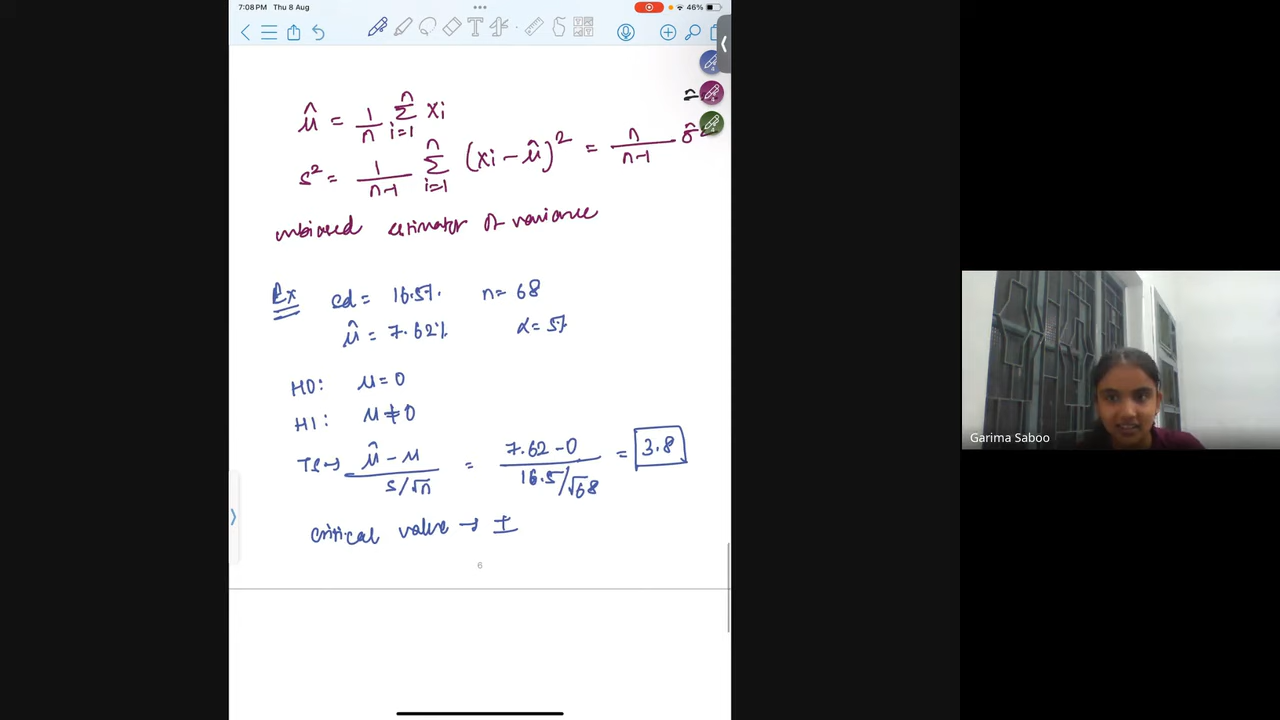 7:08 PM Thu 8 Aug
46%
μ̂ = 1/n Σ_{i=1}^{n} xi
s² = 1/(n-1) Σ_{i=1}^{n} (xi - μ̂)² = n/(n-1) σ̂²
unbiased estimator of variance
Ex sd = 16.5% n = 68
μ̂ = 7.62% α = 5%
H0: μ = 0
H1: μ ≠ 0
TS → (μ̂ - μ)/(s/√n) = (7.62 - 0)/(16.5/√68) = 3.8
critical value → ±
6
Garima Saboo